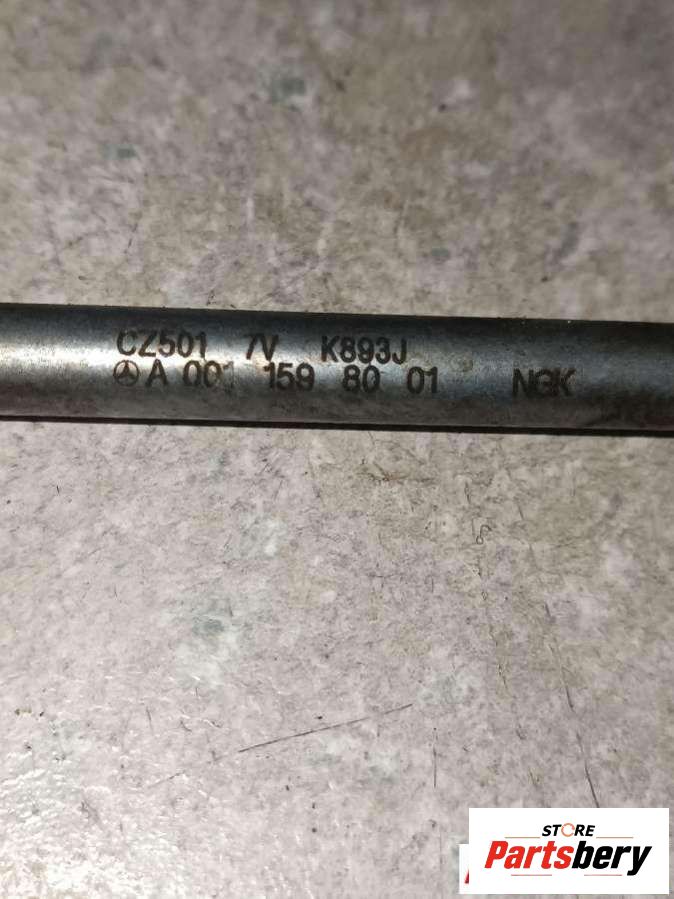 CZ501 7V K893J
A 001 159 80 01 NGK
STORE
Partsbery